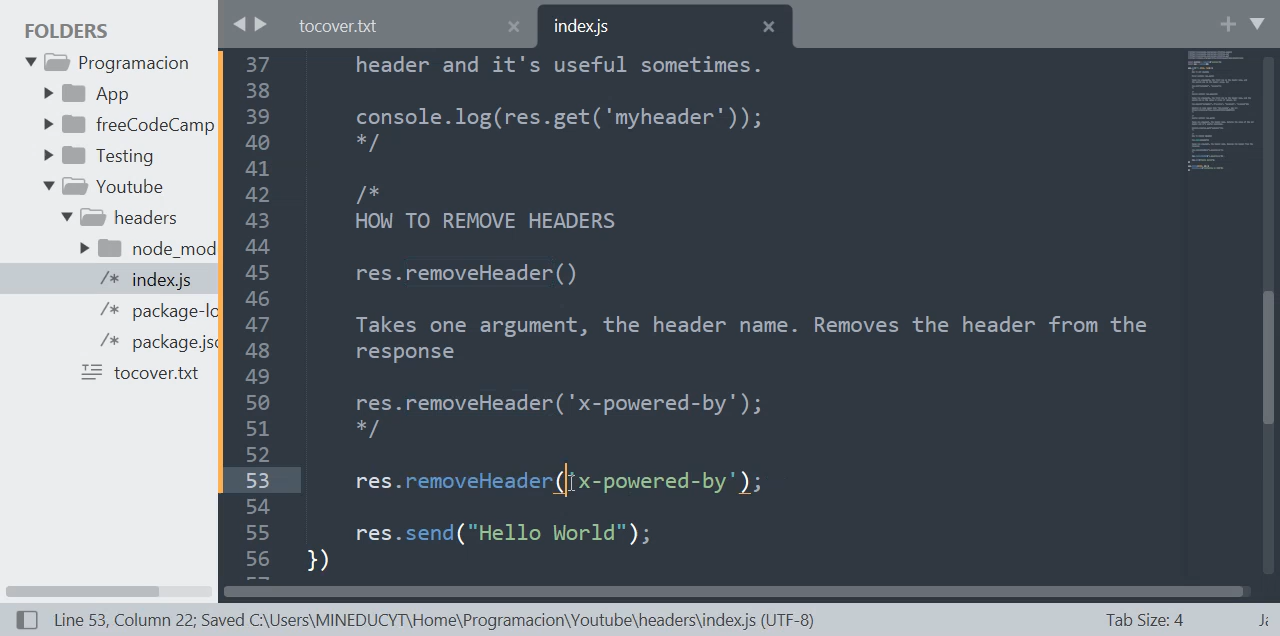 FOLDERS
Programacion
App
freeCodeCamp
Testing
Youtube
headers
node_mod
/* index.js
/* package-lo
/* package.jsc
tocover.txt
tocover.txt
index.js
37 header and it's useful sometimes.
38
39 console.log(res.get('myheader'));
40 */
41
42 /*
43 HOW TO REMOVE HEADERS
44
45 res.removeHeader()
46
47 Takes one argument, the header name. Removes the header from the
48 response
49
50 res.removeHeader('x-powered-by');
51 */
52
53 res.removeHeader('x-powered-by');
54
55 res.send("Hello World");
56 })
Line 53, Column 22; Saved C:\Users\MINEDUCYT\Home\Programacion\Youtube\headers\index.js (UTF-8)
Tab Size: 4